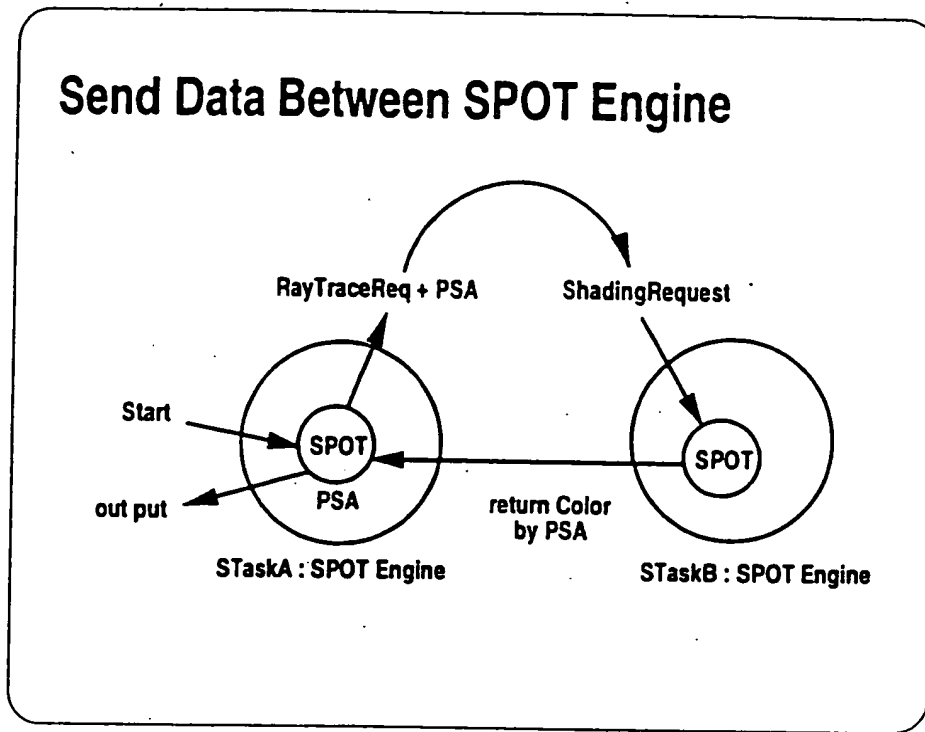 Send Data Between SPOT Engine
RayTraceReq + PSA
ShadingRequest
Start
SPOT
SPOT
out put
PSA
return Color
by PSA
STaskA : SPOT Engine
STaskB : SPOT Engine